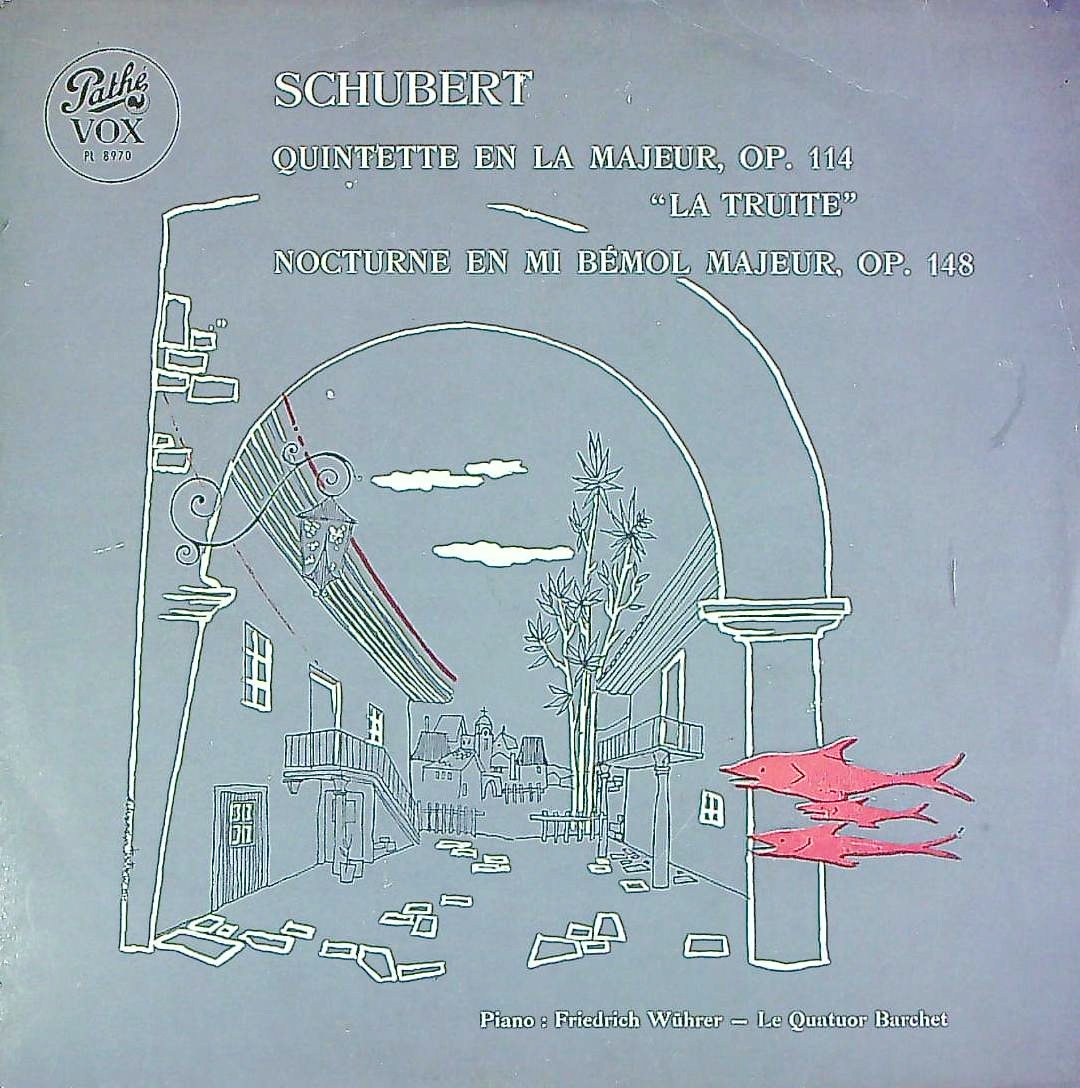 Pathé
VOX
PL 8970
SCHUBERT
QUINTETTE EN LA MAJEUR, OP. 114
“LA TRUITE”
NOCTURNE EN MI BÉMOL MAJEUR, OP. 148
Piano : Friedrich Wührer — Le Quatuor Barchet